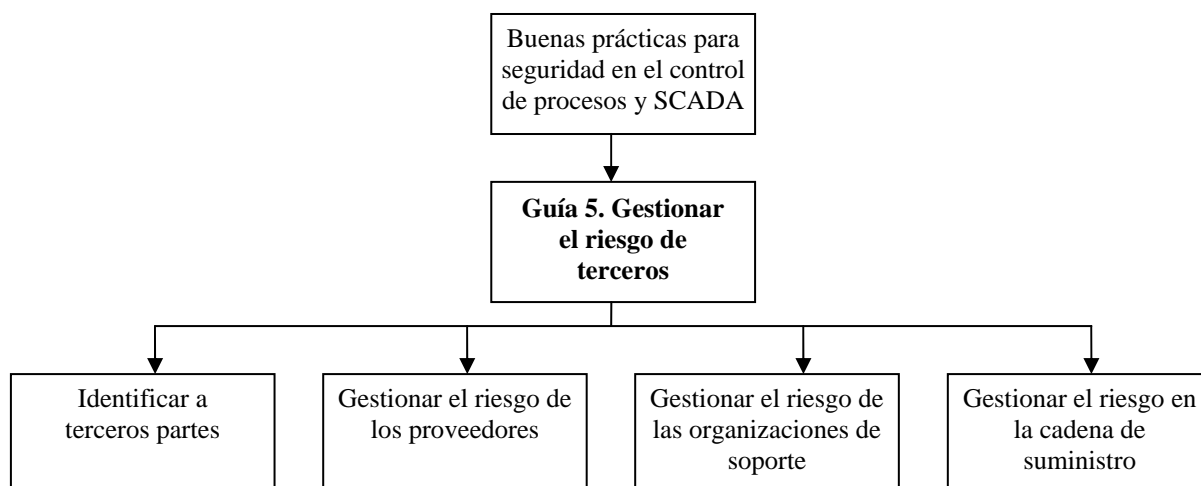 Buenas prácticas para
seguridad en el control
de procesos y SCADA
Guía 5. Gestionar
el riesgo de
terceros
Identificar a
terceros partes
Gestionar el riesgo de
los proveedores
Gestionar el riesgo de
las organizaciones de
soporte
Gestionar el riesgo en
la cadena de
suministro